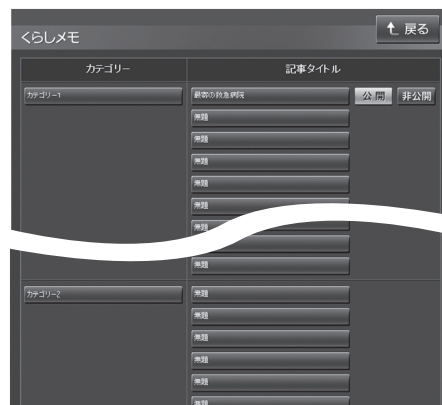 くらしメモ
戻る
カテゴリー
記事タイトル
カテゴリー1
最寄の救急病院
公開
非公開
無題
無題
無題
無題
無題
無題
無題
カテゴリー2
無題
無題
無題
無題
無題
無題